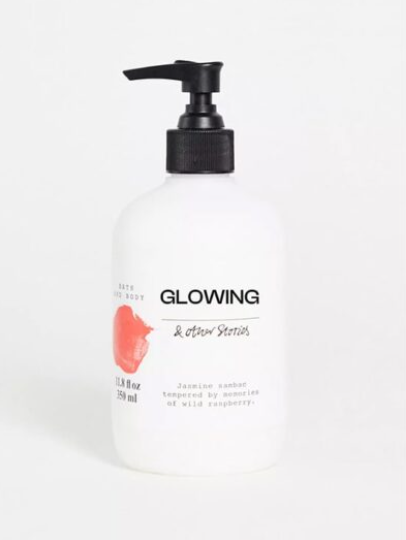 BATH
AND BODY
11.8 fl oz
350 ml
GLOWING
& other Stories
Jasmine sambac
tempered by memories
of wild raspberry.